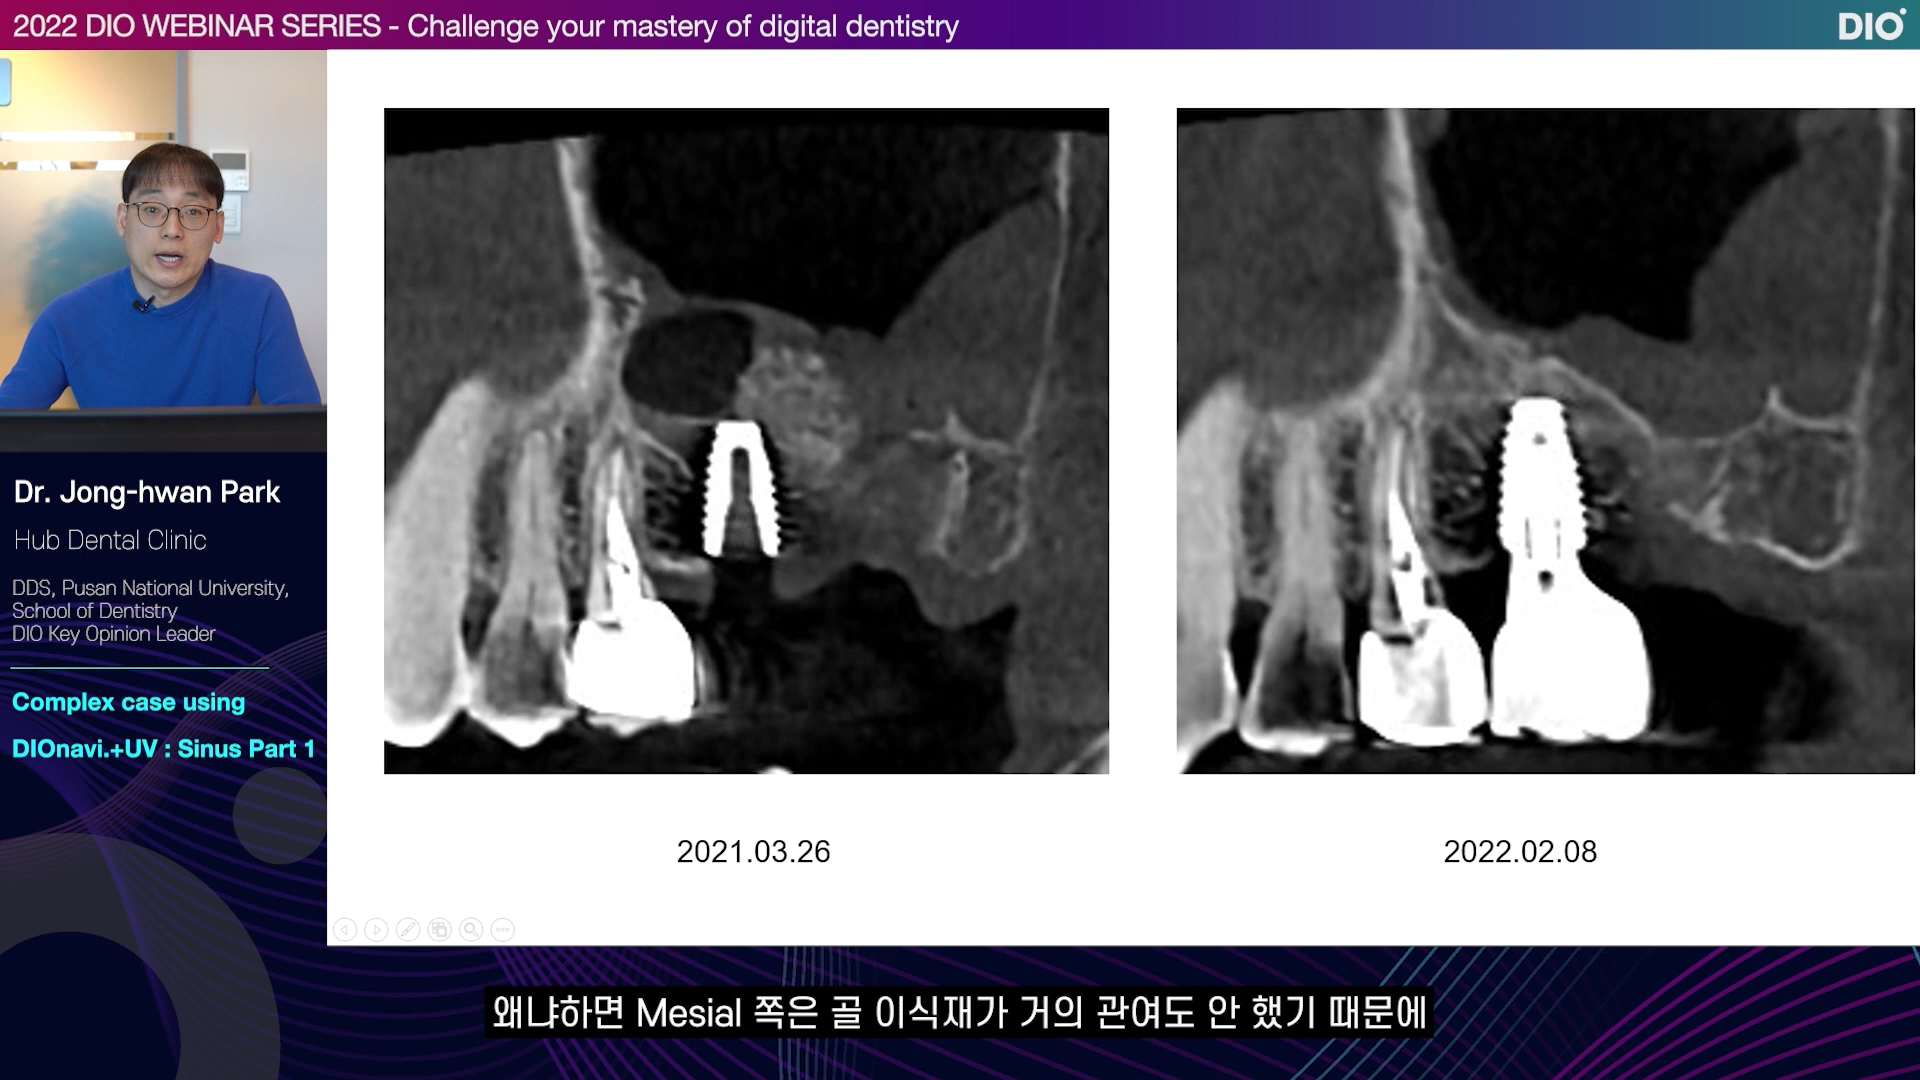 2022 DIO WEBINAR SERIES - Challenge your mastery of digital dentistry
DIO
Dr. Jong-hwan Park
Hub Dental Clinic
DDS, Pusan National University,
School of Dentistry
DIO Key Opinion Leader
Complex case using
DIOnavi.+UV : Sinus Part 1
2021.03.26
2022.02.08
왜냐하면 Mesial 쪽은 골 이식재가 거의 관여도 안 했기 때문에